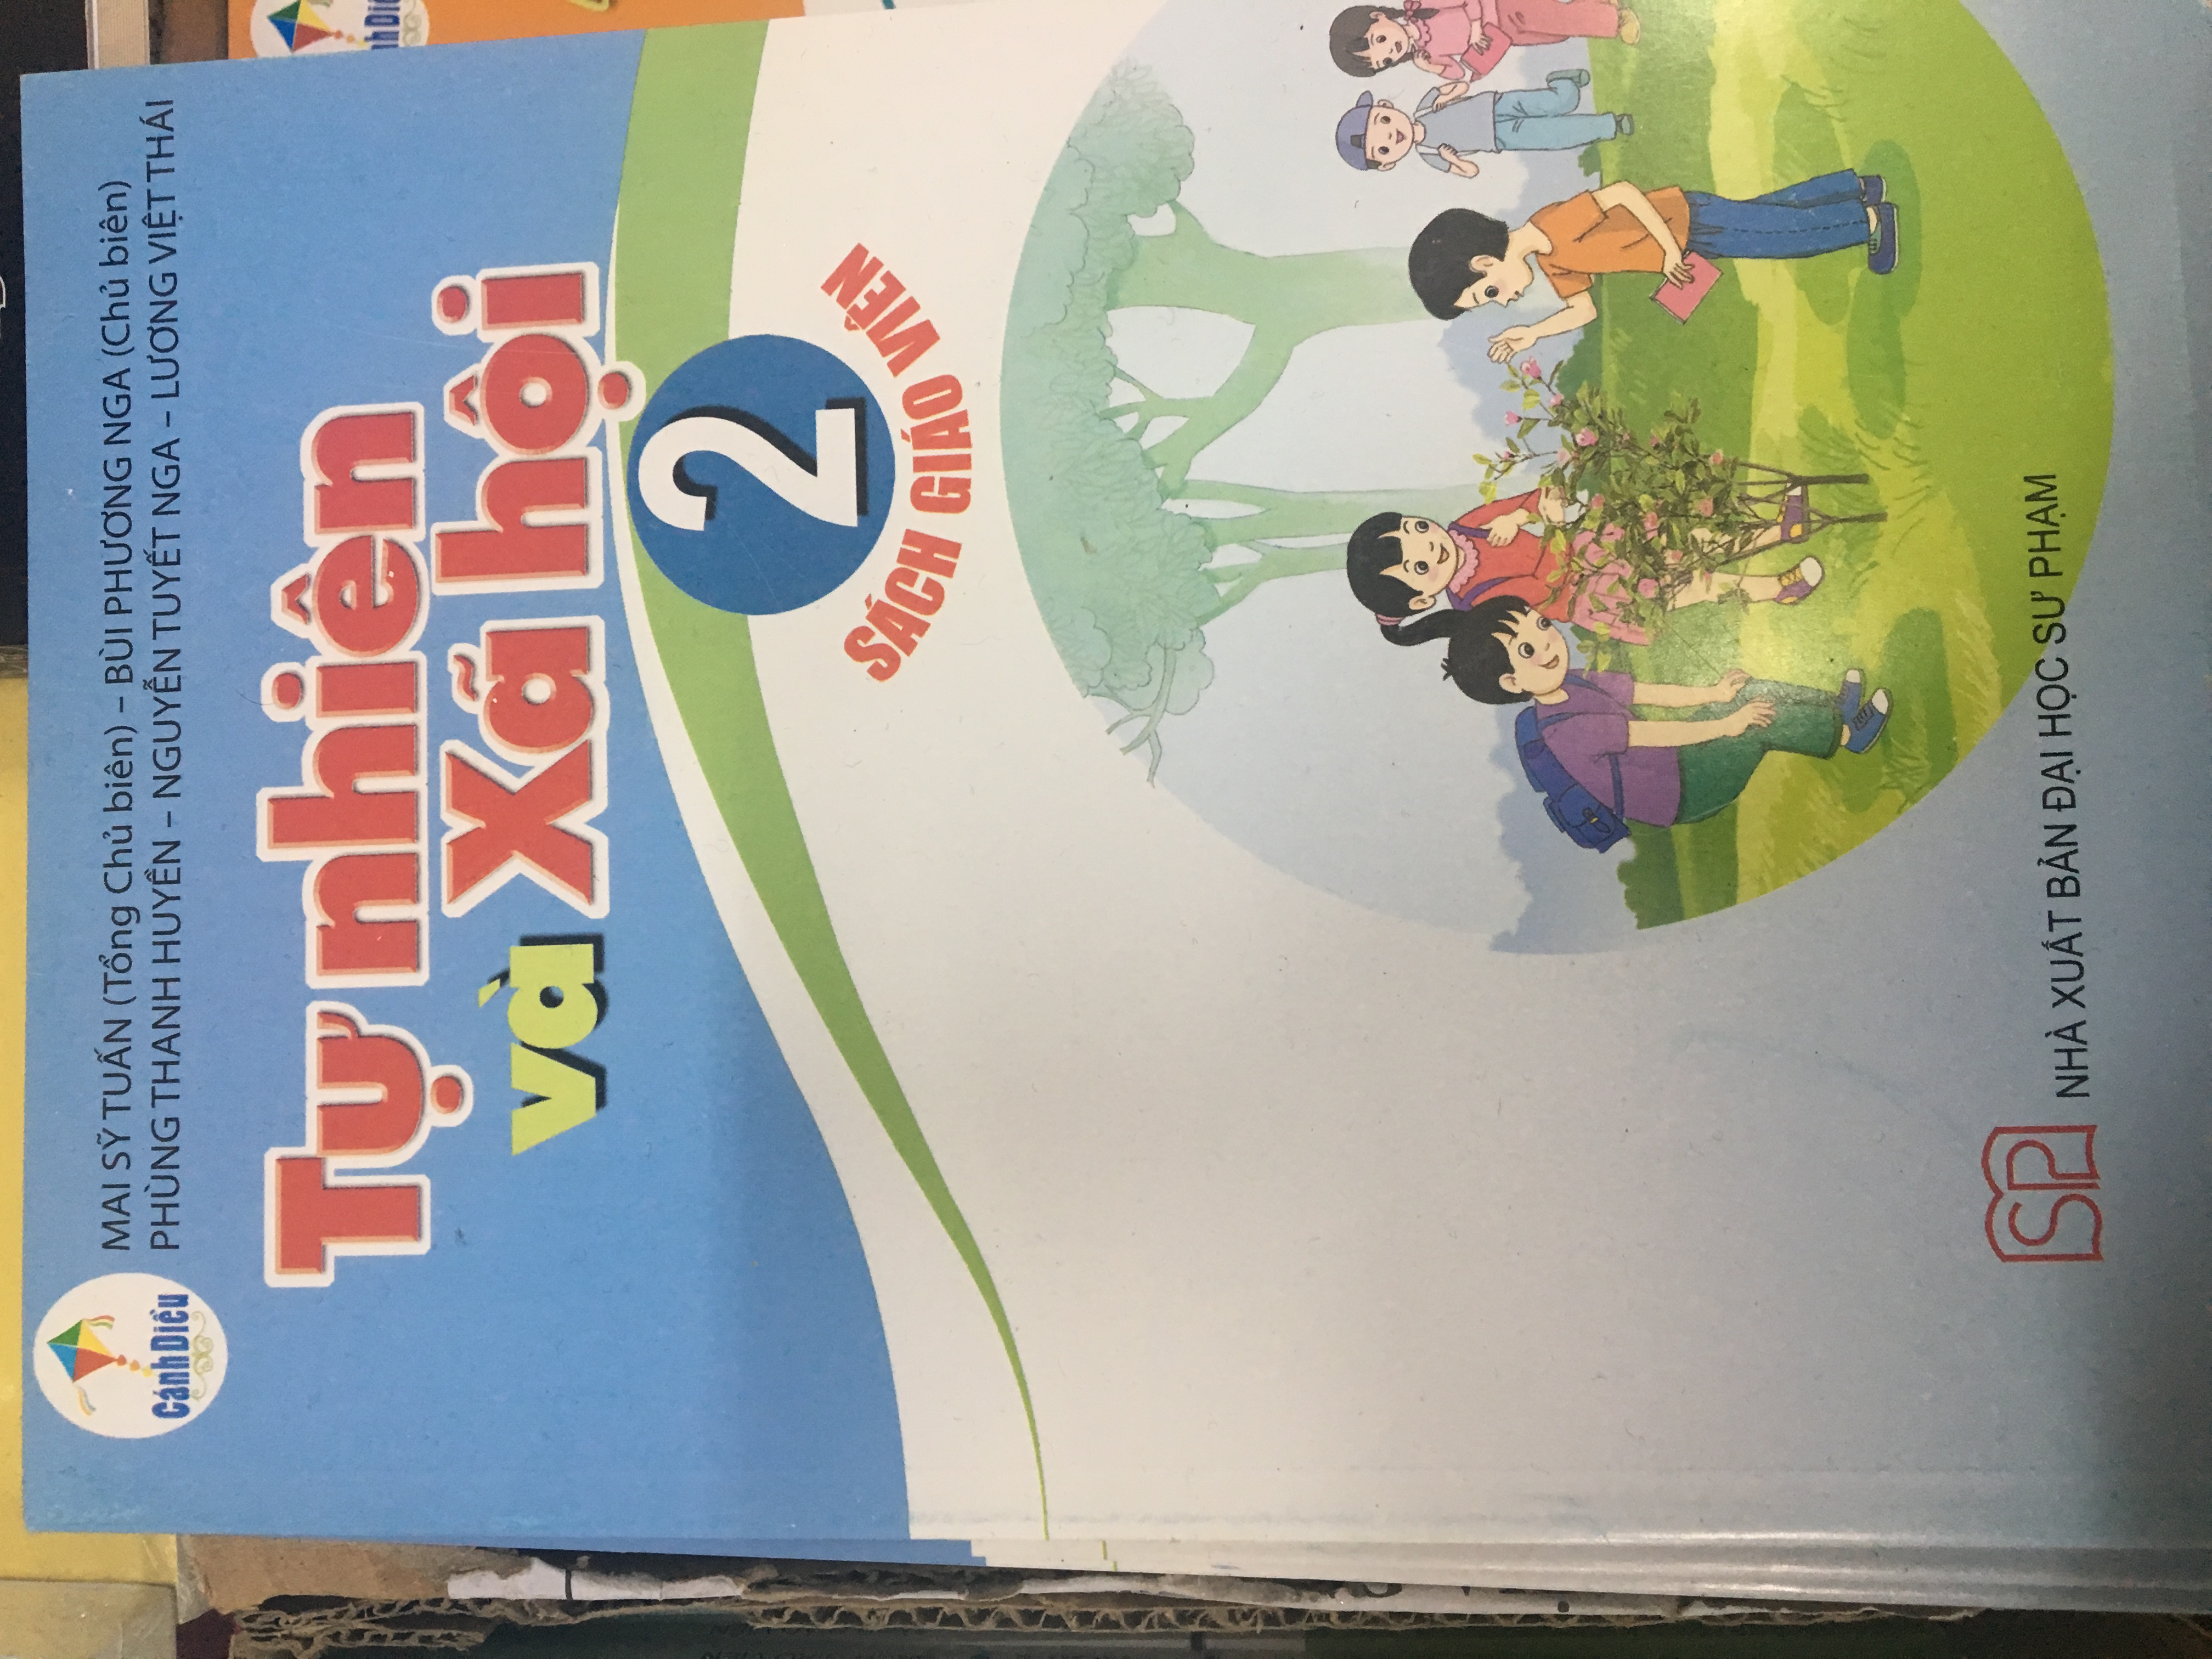 Cánh Diều
MAI SỸ TUẤN (Tổng Chủ biên) – BÙI PHƯƠNG NGA (Chủ biên)
PHÙNG THANH HUYỀN – NGUYỄN TUYẾT NGA – LƯƠNG VIỆT THÁI
Tự nhiên
và Xã hội
2
SÁCH GIÁO VIÊN
SP
NHÀ XUẤT BẢN ĐẠI HỌC SƯ PHẠM